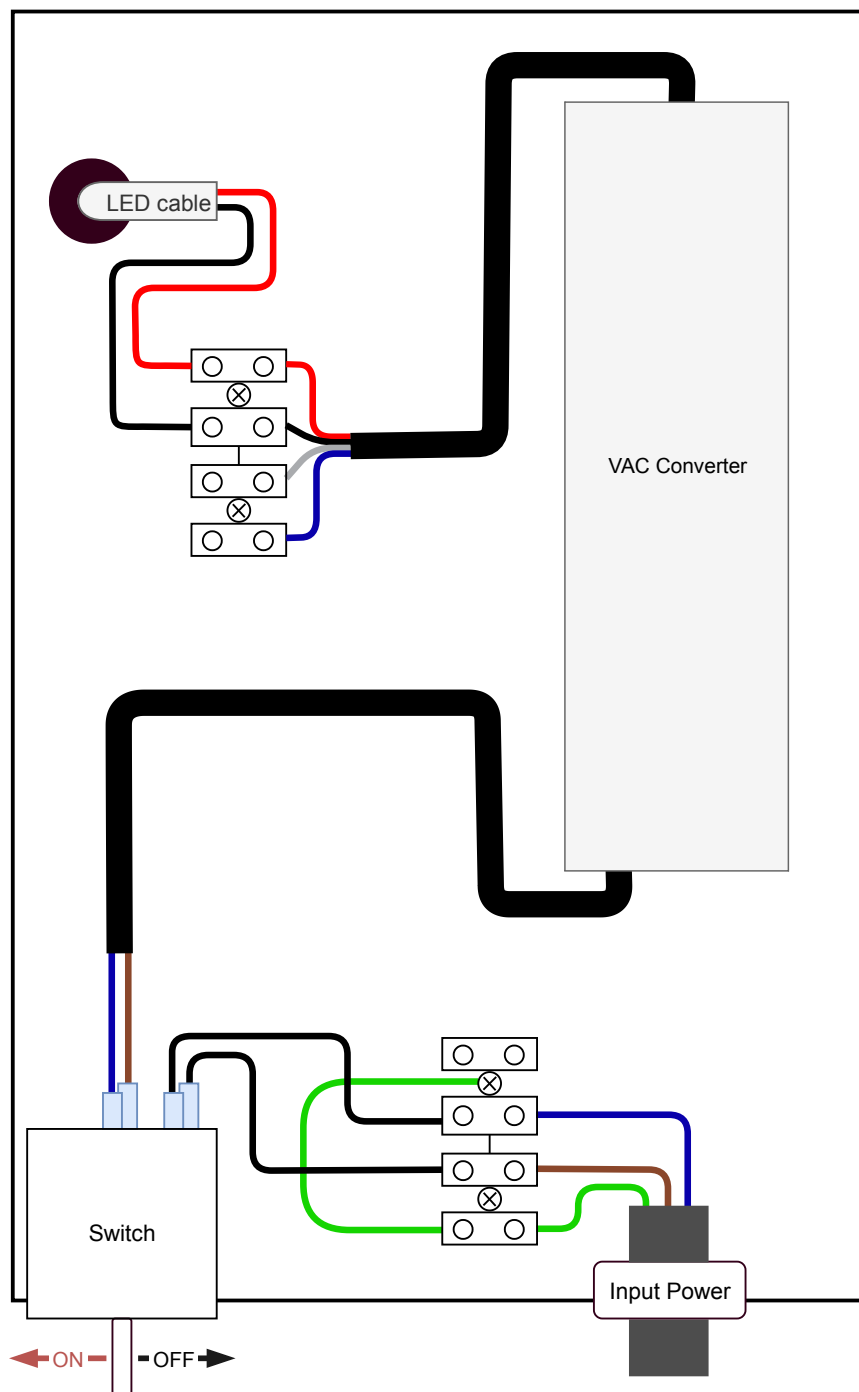 LED cable
VAC Converter
Switch
Input Power
ON
OFF